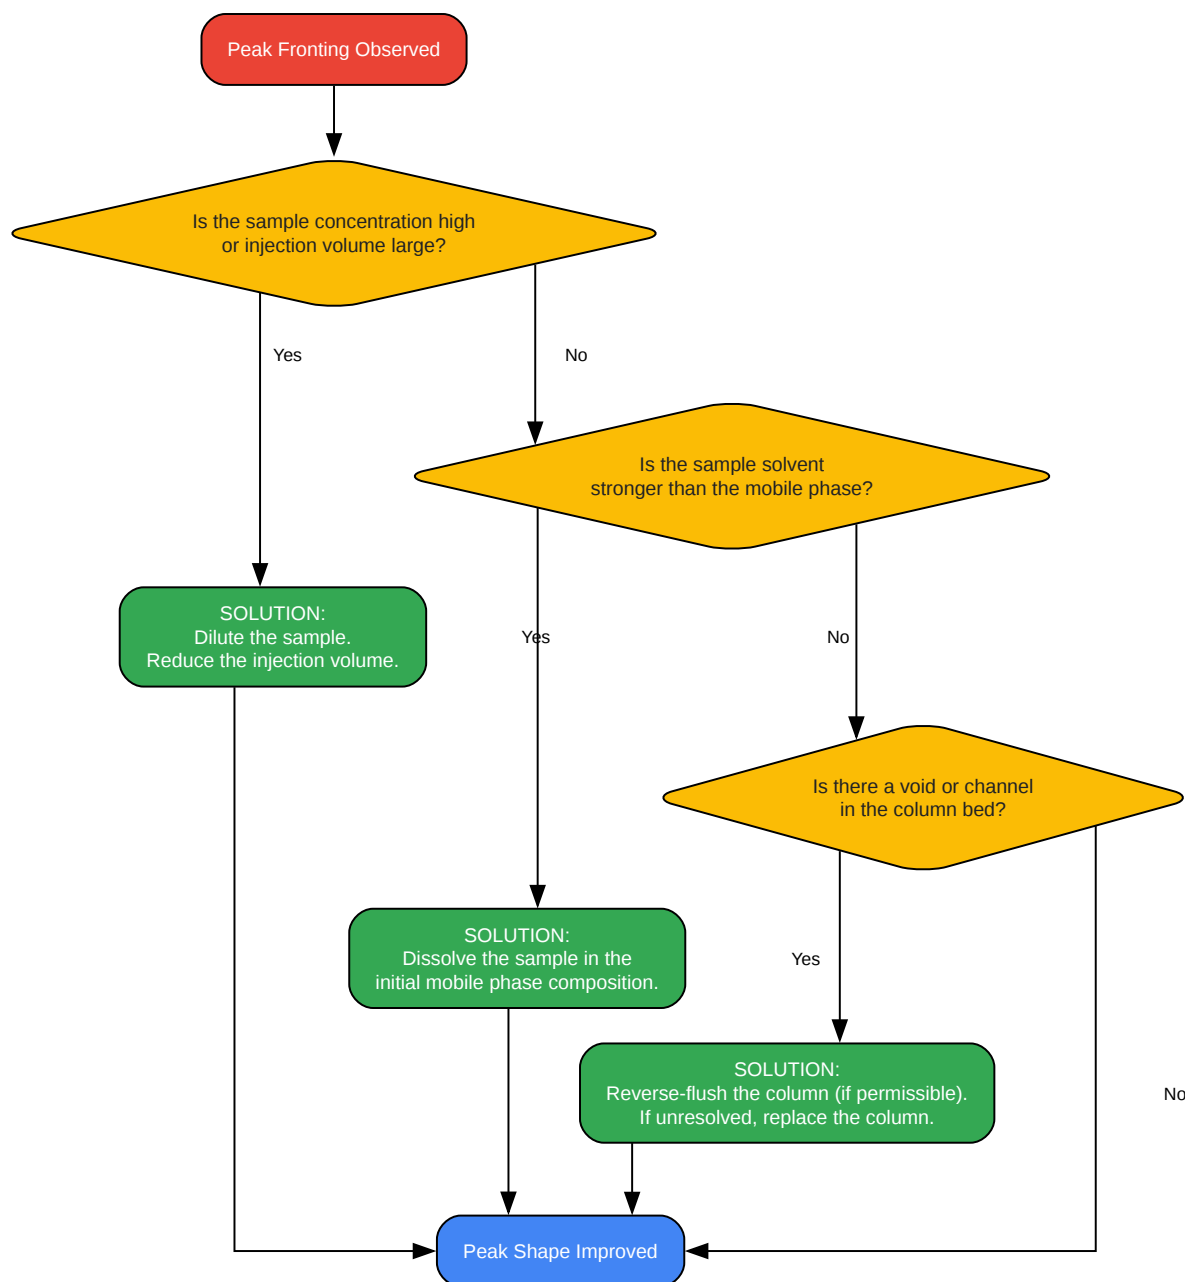 Peak Fronting Observed
Is the sample concentration high
or injection volume large?
Yes
No
Is the sample solvent
stronger than the mobile phase?
SOLUTION:
Dilute the sample.
Reduce the injection volume.
Yes
No
Is there a void or channel
in the column bed?
SOLUTION:
Dissolve the sample in the
initial mobile phase composition.
Yes
SOLUTION:
Reverse-flush the column (if permissible).
If unresolved, replace the column.
No
Peak Shape Improved